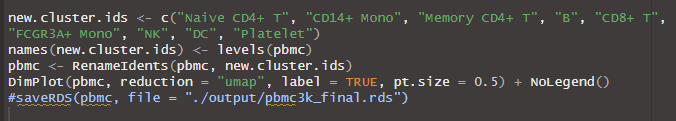 new.cluster.ids <- c("Naive CD4+ T", "CD14+ Mono", "Memory CD4+ T", "B", "CD8+ T",
"FCGR3A+ Mono", "NK", "DC", "Platelet")
names(new.cluster.ids) <- levels(pbmc)
pbmc <- RenameIdents(pbmc, new.cluster.ids)
DimPlot(pbmc, reduction = "umap", label = TRUE, pt.size = 0.5) + NoLegend()
#saveRDS(pbmc, file = "./output/pbmc3k_final.rds")